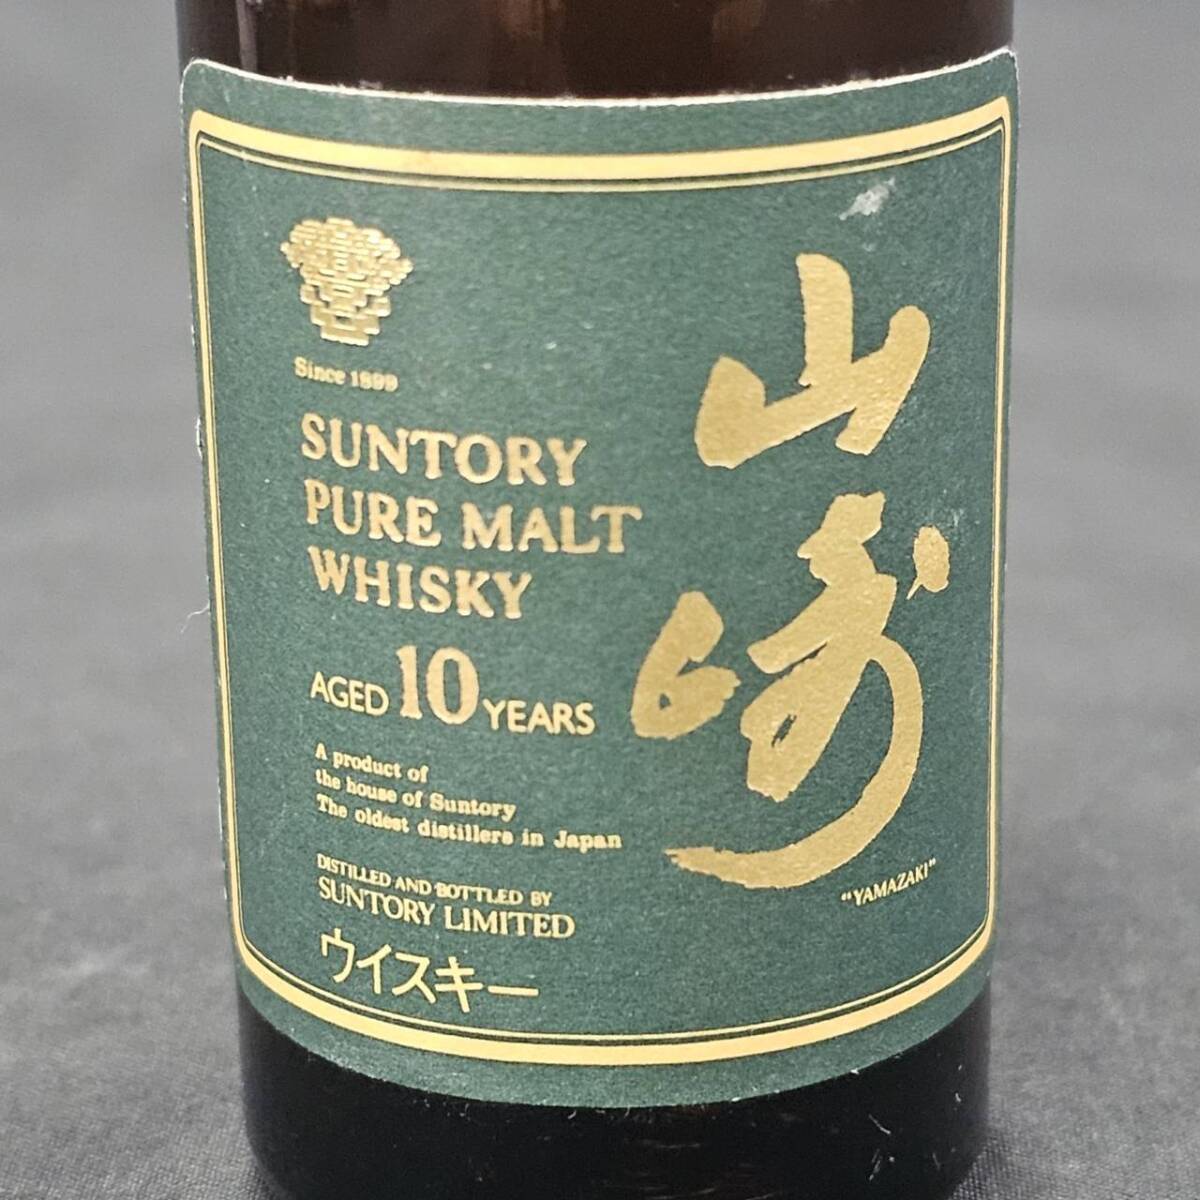 Since 1899
SUNTORY
PURE MALT
WHISKY
AGED 10 YEARS
A product of
the house of Suntory
The oldest distillers in Japan
DISTILLED AND BOTTLED BY
SUNTORY LIMITED
ウイスキー
山崎
"YAMAZAKI"